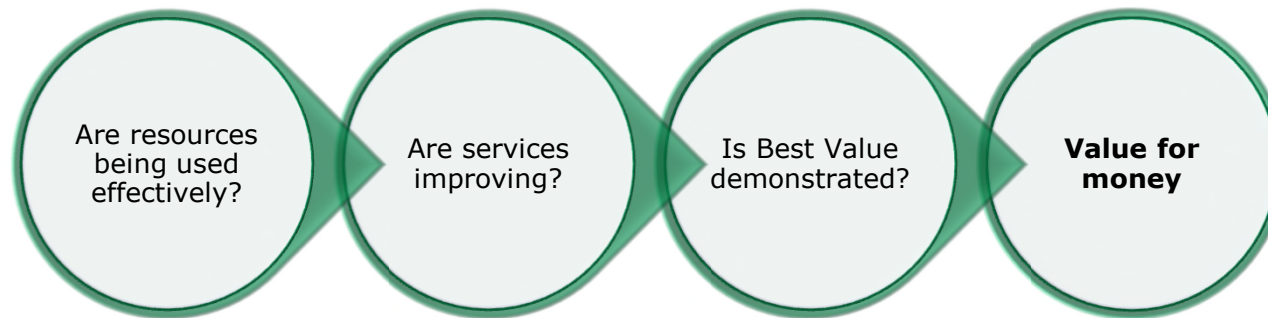 Are resources
being used
effectively?
Are services
improving?
Is Best Value
demonstrated?
Value for
money